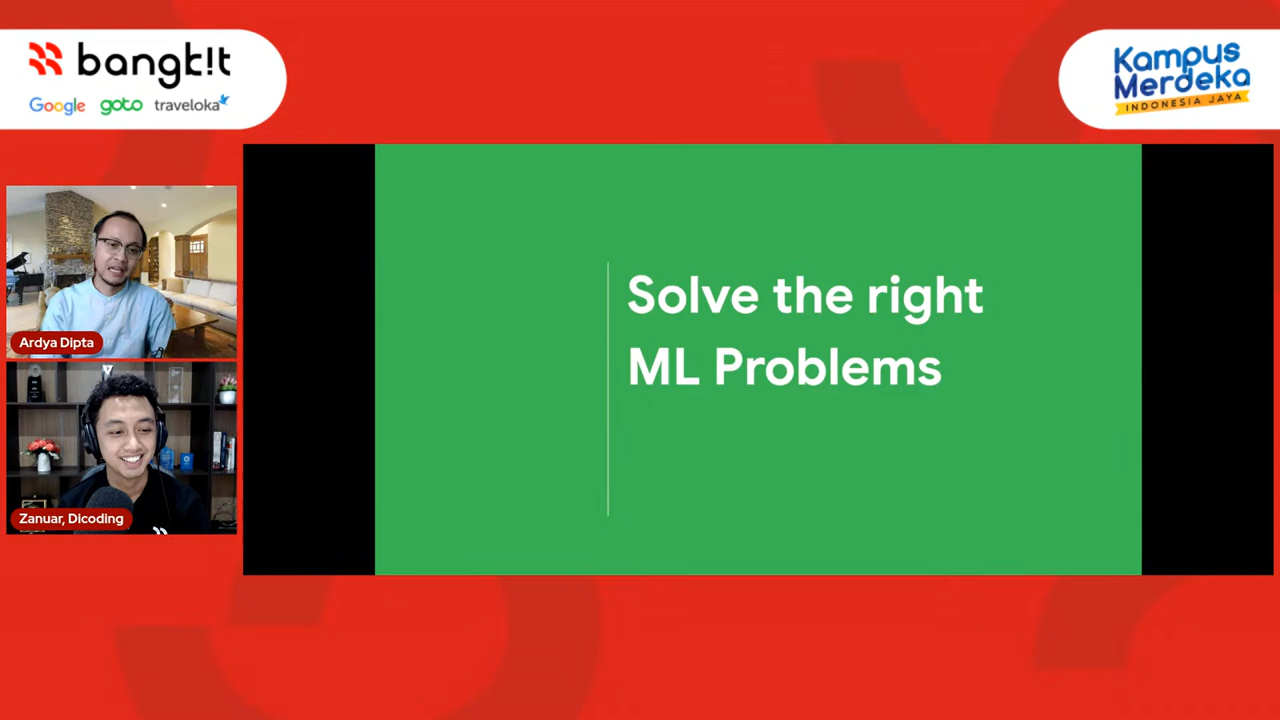 bangk!t
Google goto traveloka
Kampus
Merdeka
INDONESIA JAYA
Solve the right
ML Problems
Ardya Dipta
Zanuar, Dicoding